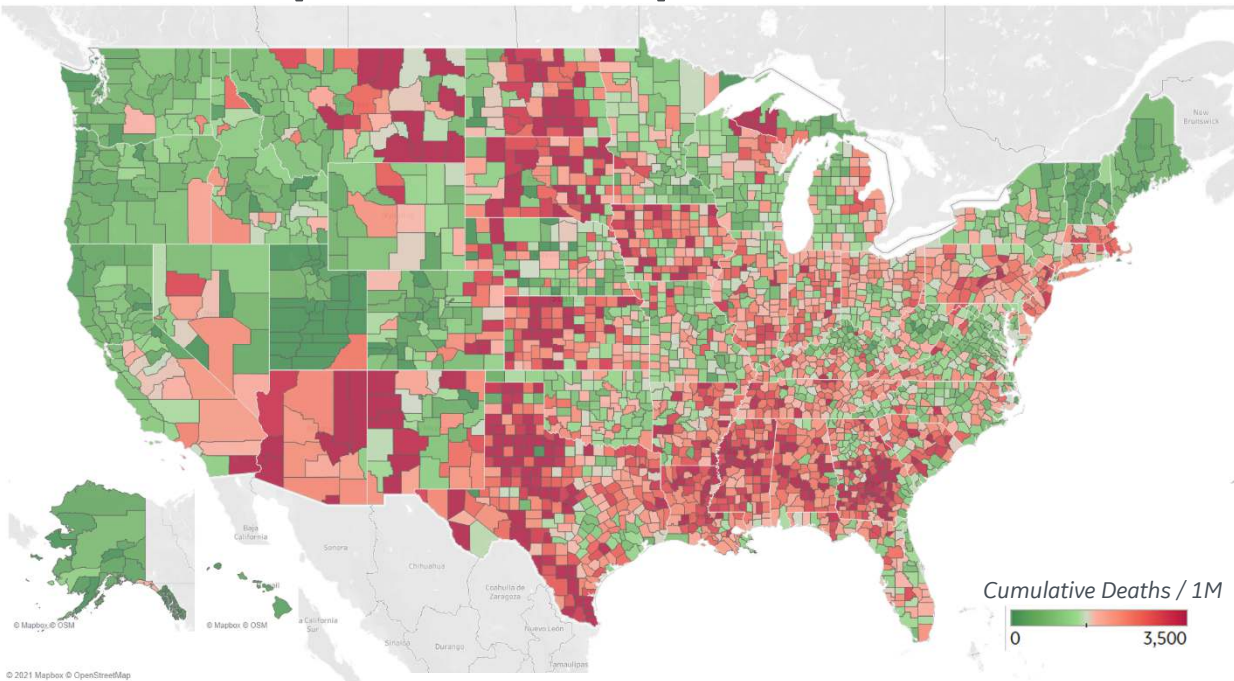 New
Brunswick
Baja
California
Sonora
Chihuahua
Coahuila de
Zaragoza
Cumulative Deaths / 1M
0
3,500
© Mapbox © OSM
© Mapbox © OSM
a California
Sur
Sinaloa
Durango
Nuevo León
Tamaulipas
© 2021 Mapbox © OpenStreetMap